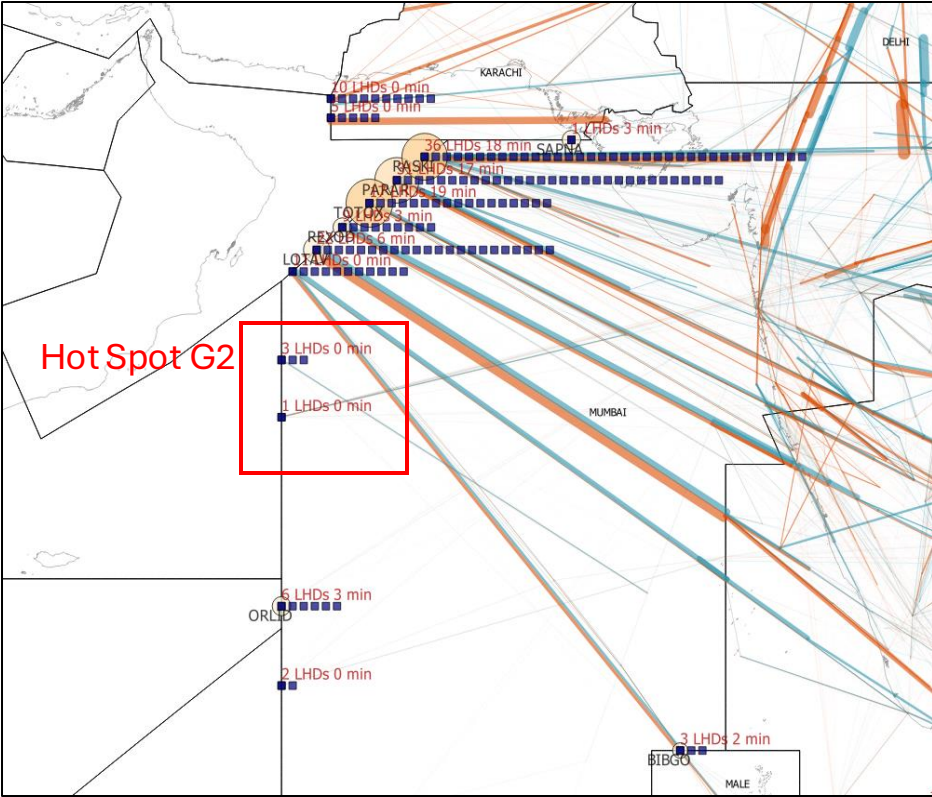 DELHI
KARACHI
10 LHDs 0 min
5 LHDs 0 min
1 LHDs 3 min
SAPNA
36 LHDs 18 min
RASKI
31 LHDs 17 min
PARAR
LHDs 19 min
TOTOX
LHDs 3 min
REXOD
LHDs 6 min
LOTAV
LHDs 0 min
Hot Spot G2
3 LHDs 0 min
1 LHDs 0 min
MUMBAI
6 LHDs 3 min
ORLID
2 LHDs 0 min
3 LHDs 2 min
BIBGO
MALE